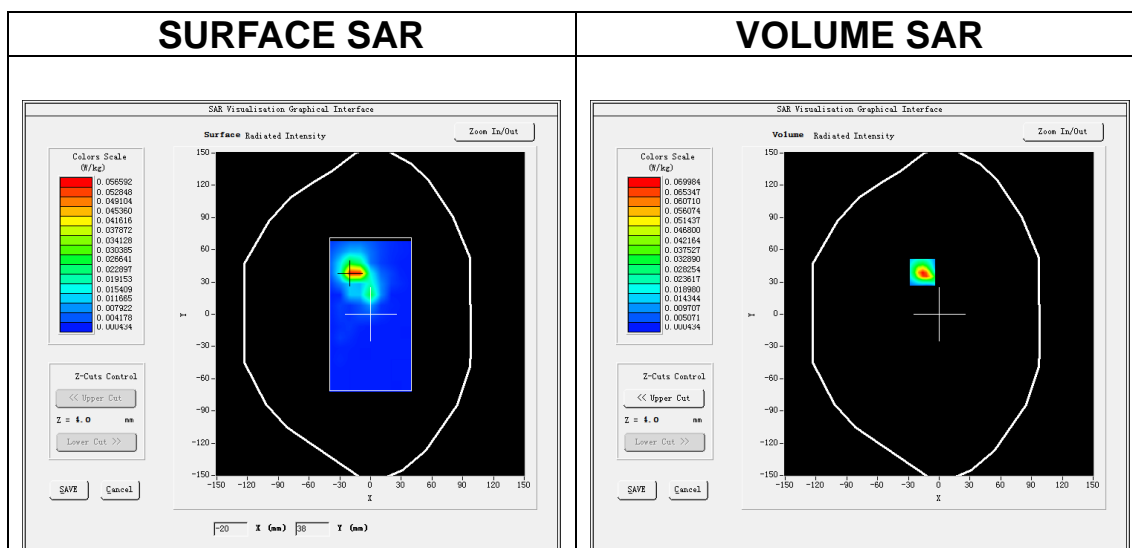 SURFACE SAR
VOLUME SAR
SAR Visualisation Graphical Interface
Surface Radiated Intensity
Zoom In/Out
Colors Scale
(W/kg)
0.056592
0.052848
0.049104
0.045360
0.041616
0.037872
0.034128
0.030385
0.026641
0.022897
0.019153
0.015409
0.011665
0.007922
0.004178
0.000434
150
120
90
60
30
0
-30
-60
-90
-120
-150
Y
-150 -120 -90 -60 -30 0 30 60 90 120 150
X
Z-Cuts Control
<< Upper Cut
Z = 4.0 mm
Lower Cut >>
SAVE Cancel
-20 X (mm) 38 Y (mm)
SAR Visualisation Graphical Interface
Volume Radiated Intensity
Zoom In/Out
Colors Scale
(W/kg)
0.069984
0.065347
0.060710
0.056074
0.051437
0.046800
0.042164
0.037527
0.032890
0.028254
0.023617
0.018980
0.014344
0.009707
0.005071
0.000434
150
120
90
60
30
0
-30
-60
-90
-120
-150
Y
-150 -120 -90 -60 -30 0 30 60 90 120 150
X
Z-Cuts Control
<< Upper Cut
Z = 4.0 mm
Lower Cut >>
SAVE Cancel